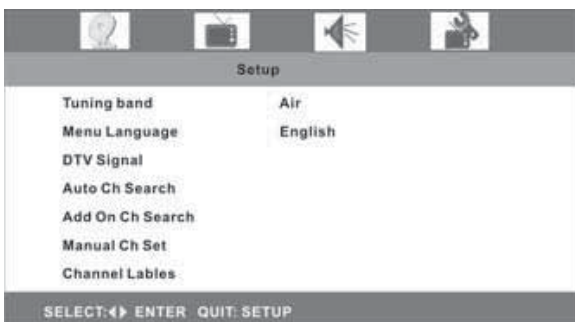 Setup
Tuning band Air
Menu Language English
DTV Signal
Auto Ch Search
Add On Ch Search
Manual Ch Set
Channel Lables
SELECT:◀▶ ENTER QUIT: SETUP